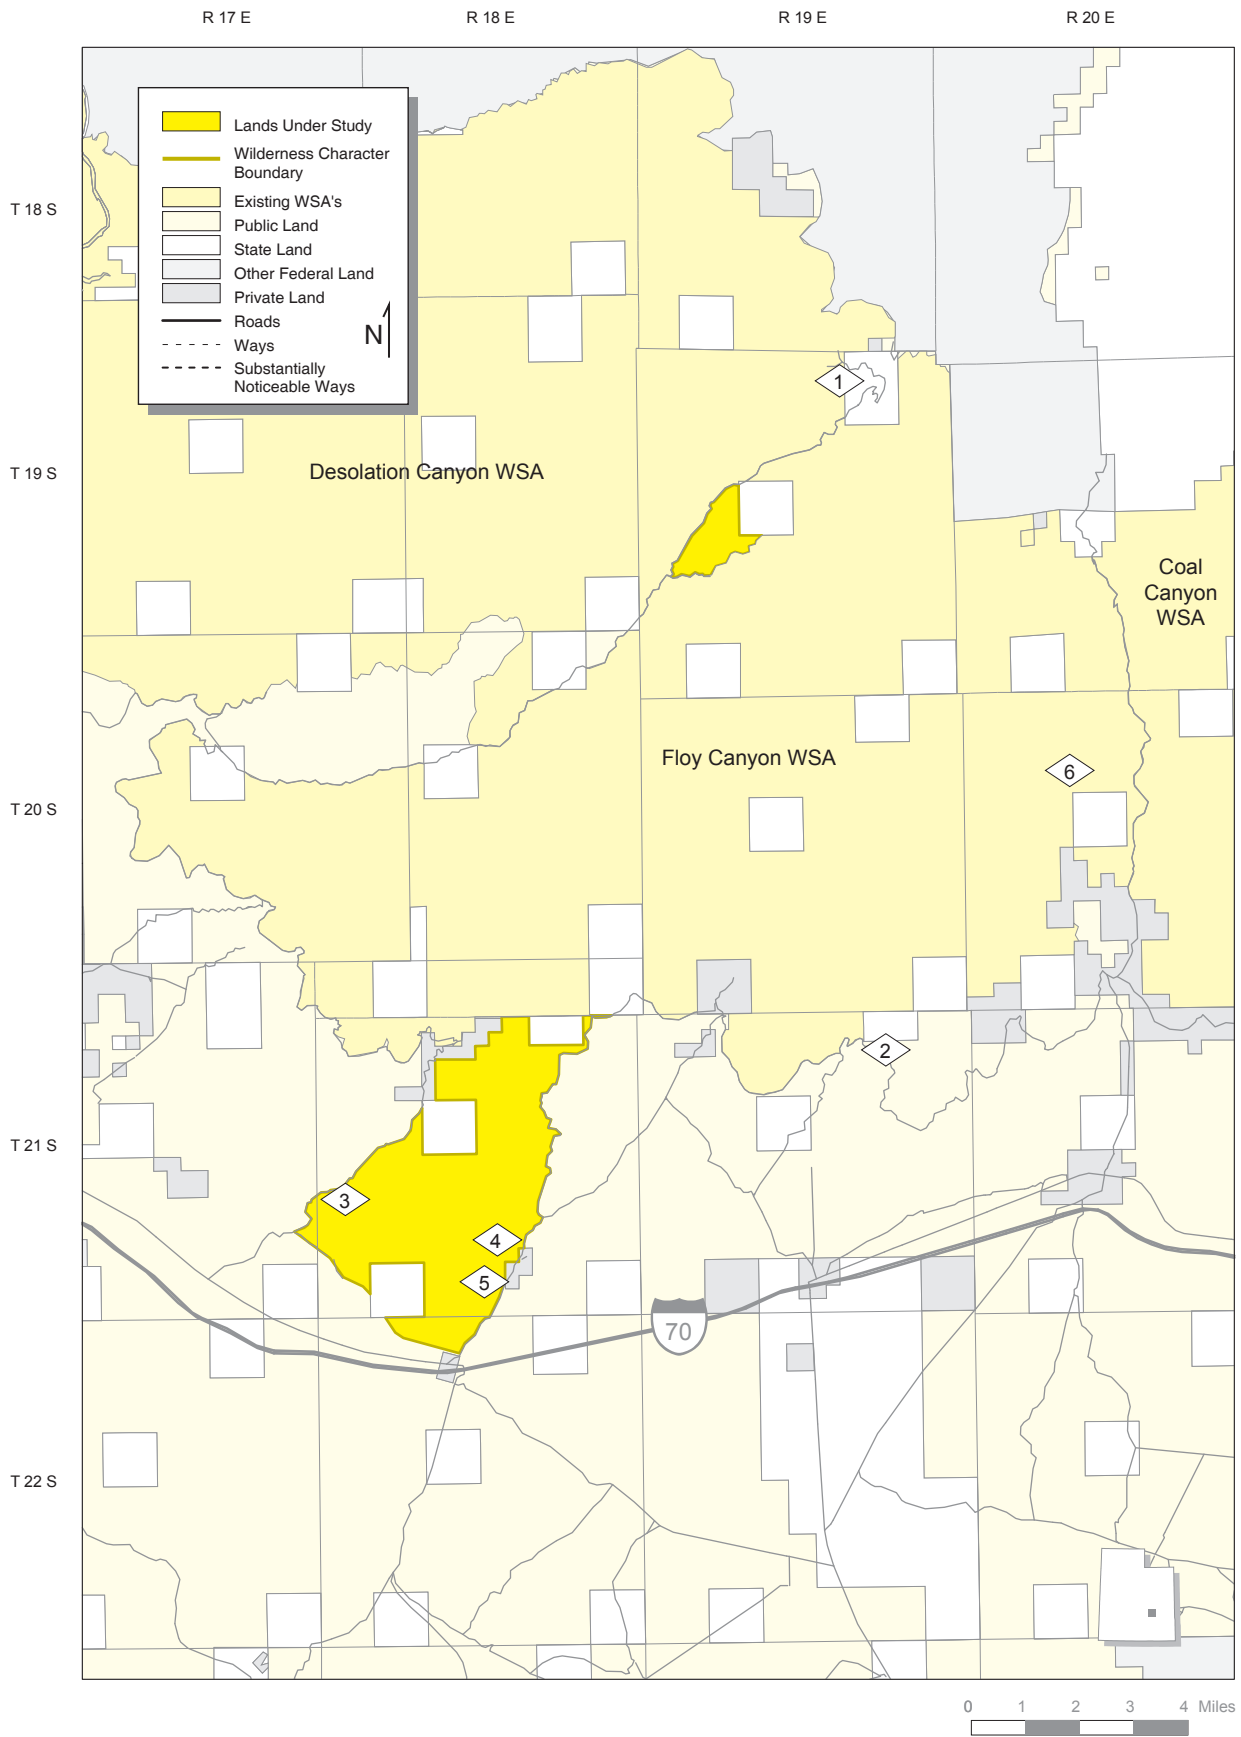 R 17 E
R 18 E
R 19 E
R 20 E
Lands Under Study
Wilderness Character
Boundary
Existing WSA's
Public Land
State Land
Other Federal Land
Private Land
Roads
Ways
Substantially
Noticeable Ways
N
T 18 S
1
T 19 S
Desolation Canyon WSA
Coal
Canyon
WSA
Floy Canyon WSA
6
T 20 S
2
T 21 S
3
4
5
70
T 22 S
0 1 2 3 4 Miles